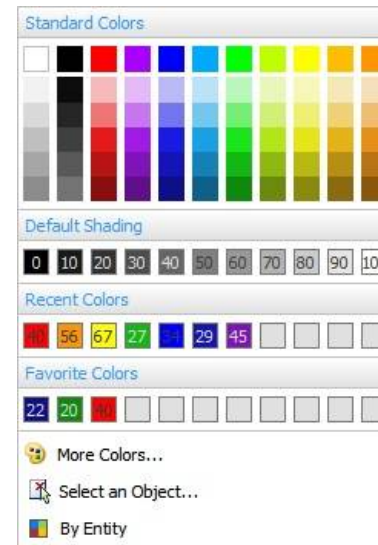 Standard Colors
Default Shading
0 10 20 30 40 50 60 70 80 90 10
Recent Colors
40 56 67 27 34 29 45
Favorite Colors
22 20 40
More Colors...
Select an Object...
By Entity